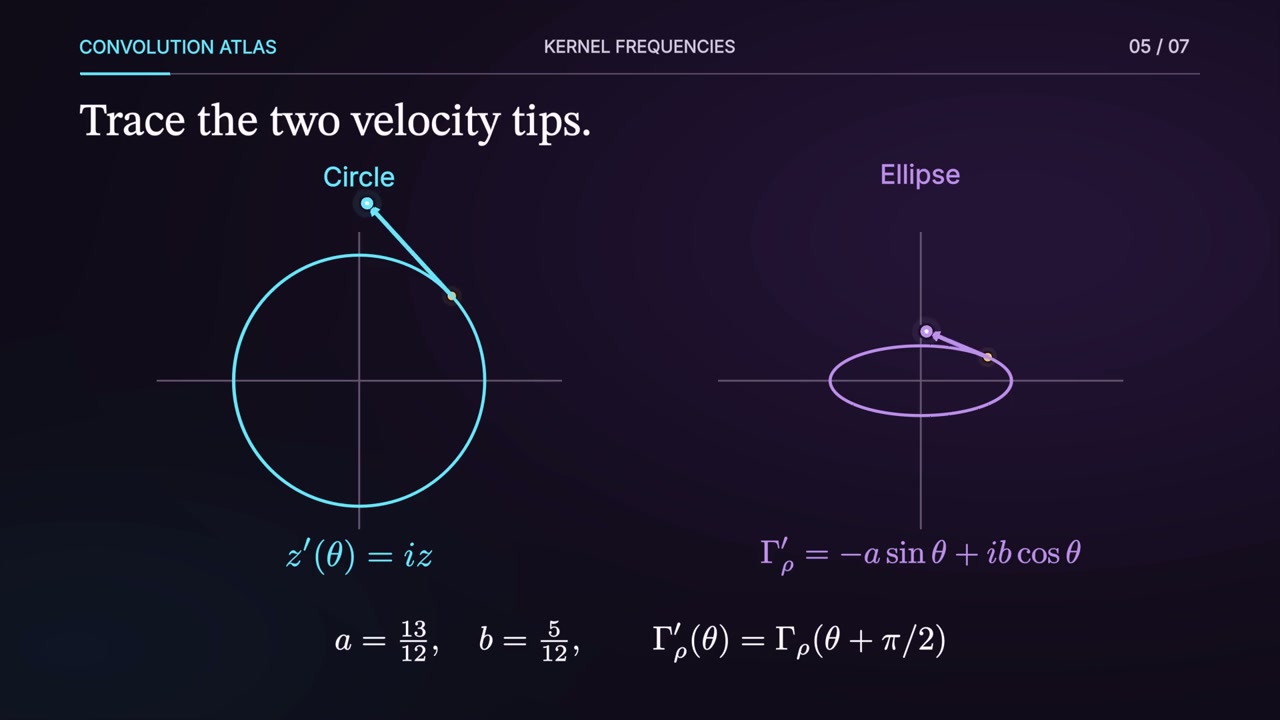 CONVOLUTION ATLAS KERNEL FREQUENCIES 05 / 07
Trace the two velocity tips.
Circle Ellipse
z′(θ) = iz Γ′ρ = −a sin θ + ib cos θ
a = 13/12, b = 5/12, Γ′ρ(θ) = Γρ(θ + π/2)